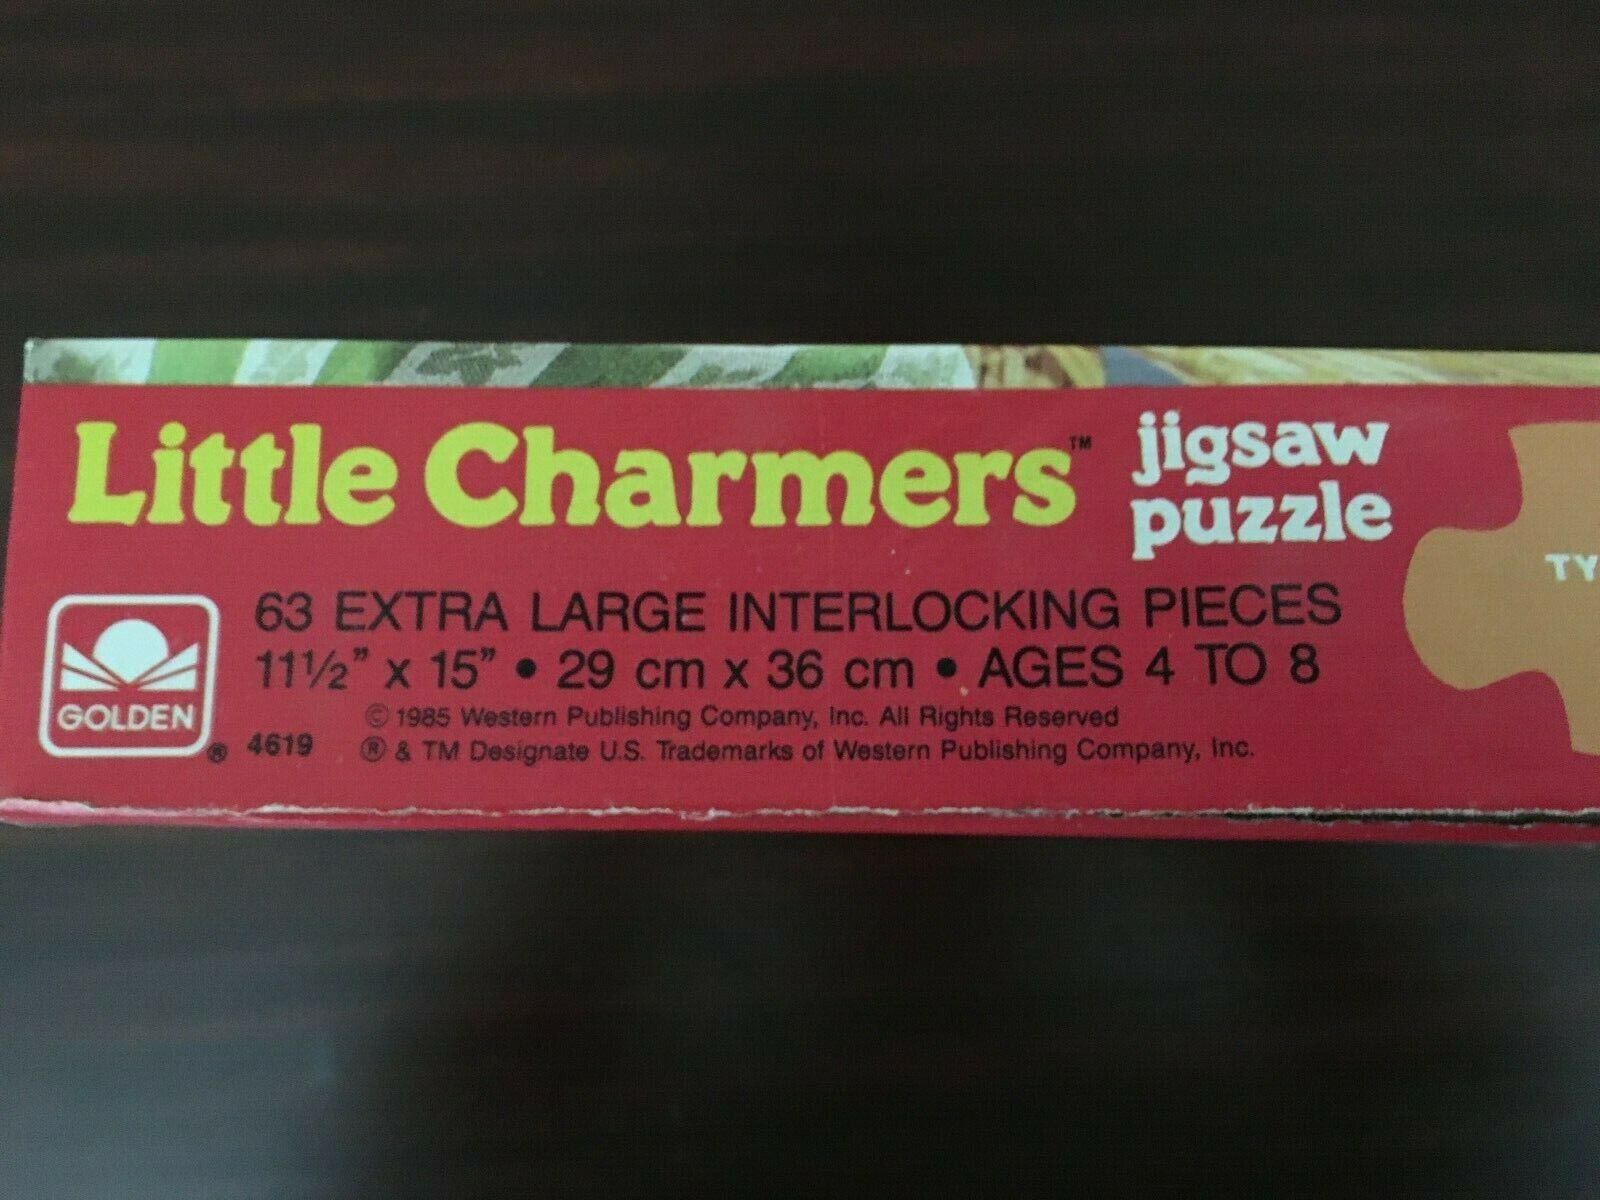 Little Charmers™
jigsaw
puzzle
63 EXTRA LARGE INTERLOCKING PIECES
11½" x 15" • 29 cm x 36 cm • AGES 4 TO 8
© 1985 Western Publishing Company, Inc. All Rights Reserved
GOLDEN® 4619 ® & TM Designate U.S. Trademarks of Western Publishing Company, Inc.